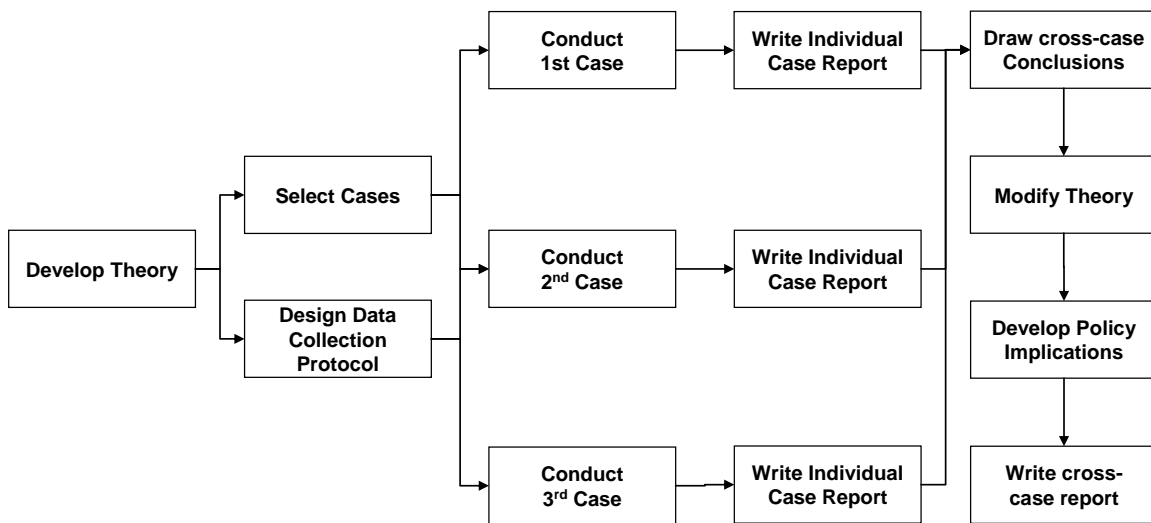 Develop Theory
Select Cases
Design Data
Collection
Protocol
Conduct
1st Case
Write Individual
Case Report
Conduct
2nd Case
Write Individual
Case Report
Conduct
3rd Case
Write Individual
Case Report
Draw cross-case
Conclusions
Modify Theory
Develop Policy
Implications
Write cross-
case report